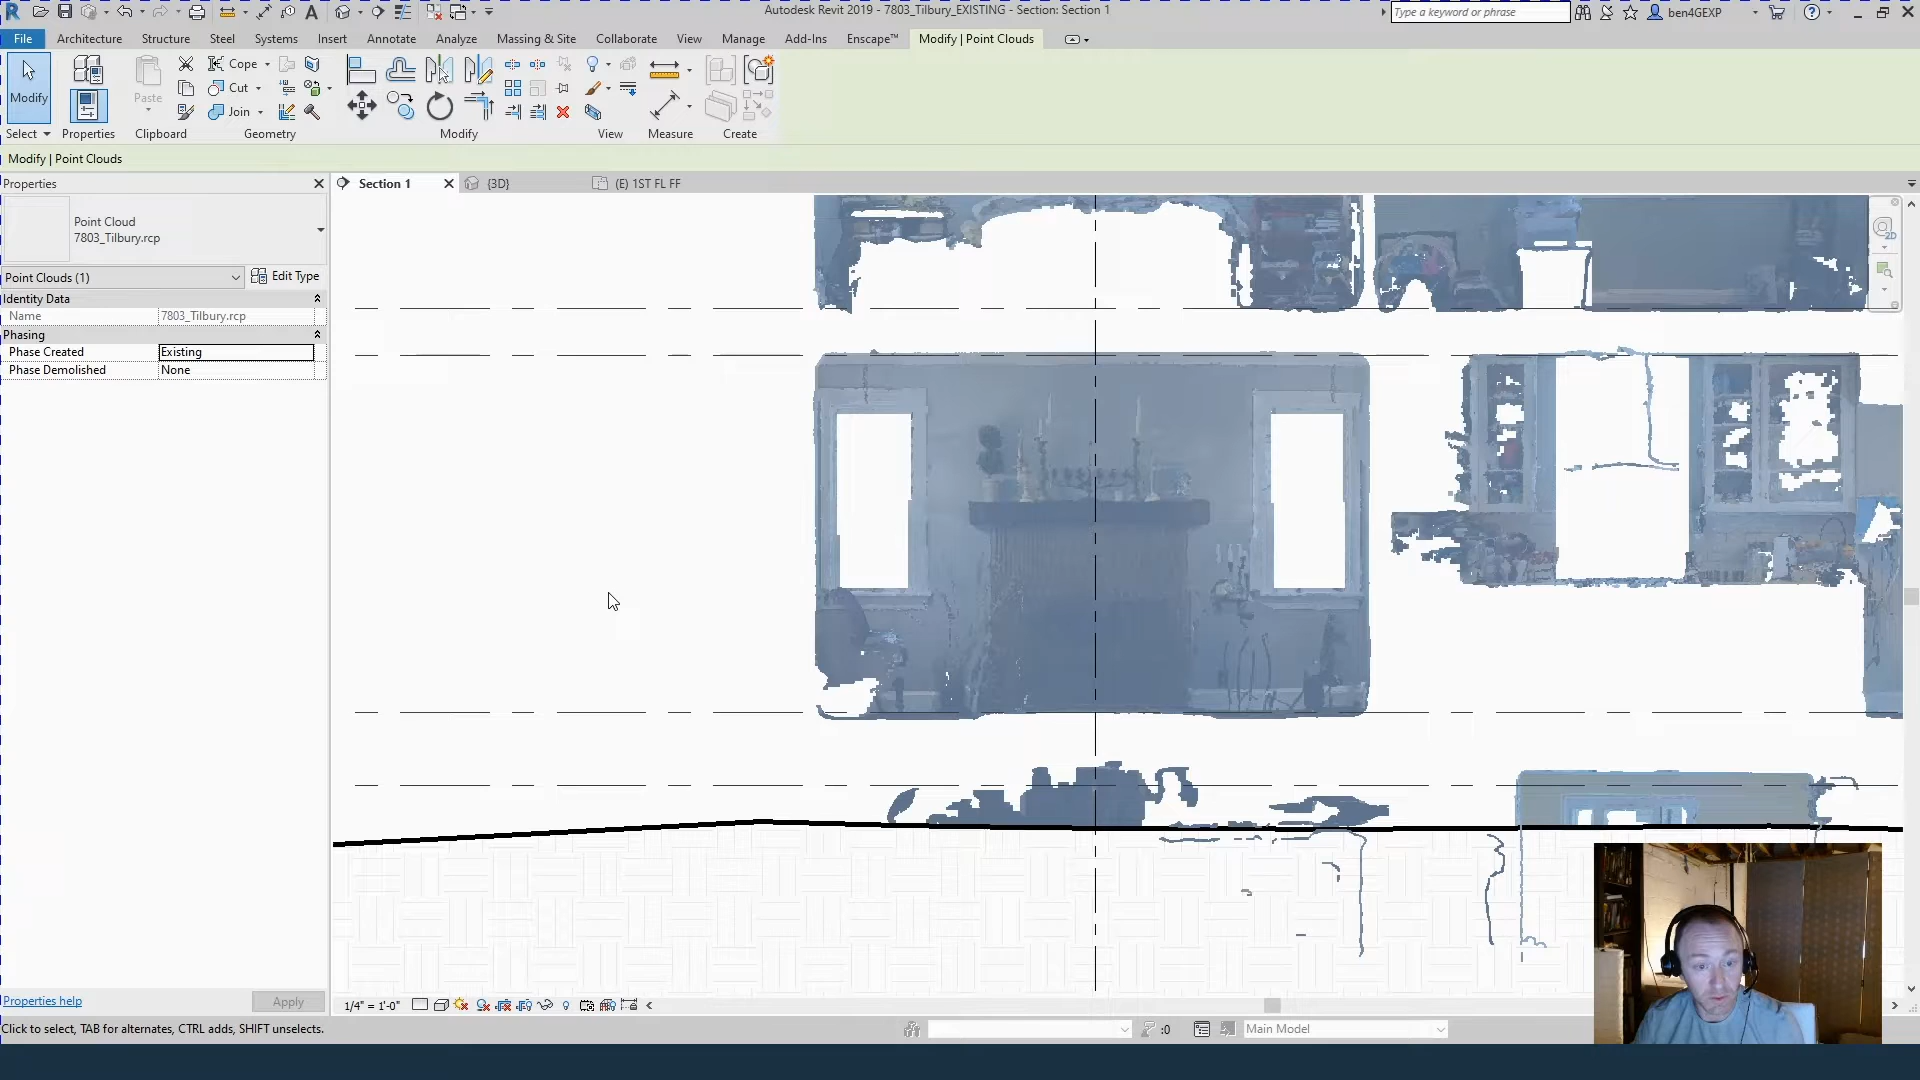 Autodesk Revit 2019 - 7803_Tilbury_EXISTING - Section: Section 1
Type a keyword or phrase
ben4GEXP
File Architecture Structure Steel Systems Insert Annotate Analyze Massing & Site Collaborate View Manage Add-Ins Enscape™ Modify | Point Clouds
Modify
Paste
Cope
Cut
Join
Select Properties Clipboard Geometry Modify View Measure Create
Modify | Point Clouds
Properties
Section 1
{3D}
(E) 1ST FL FF
2D
Point Cloud
7803_Tilbury.rcp
Point Clouds (1)
Edit Type
Identity Data
Name 7803_Tilbury.rcp
Phasing
Phase Created Existing
Phase Demolished None
Properties help
Apply
1/4" = 1'-0"
Click to select, TAB for alternates, CTRL adds, SHIFT unselects.
:0
Main Model